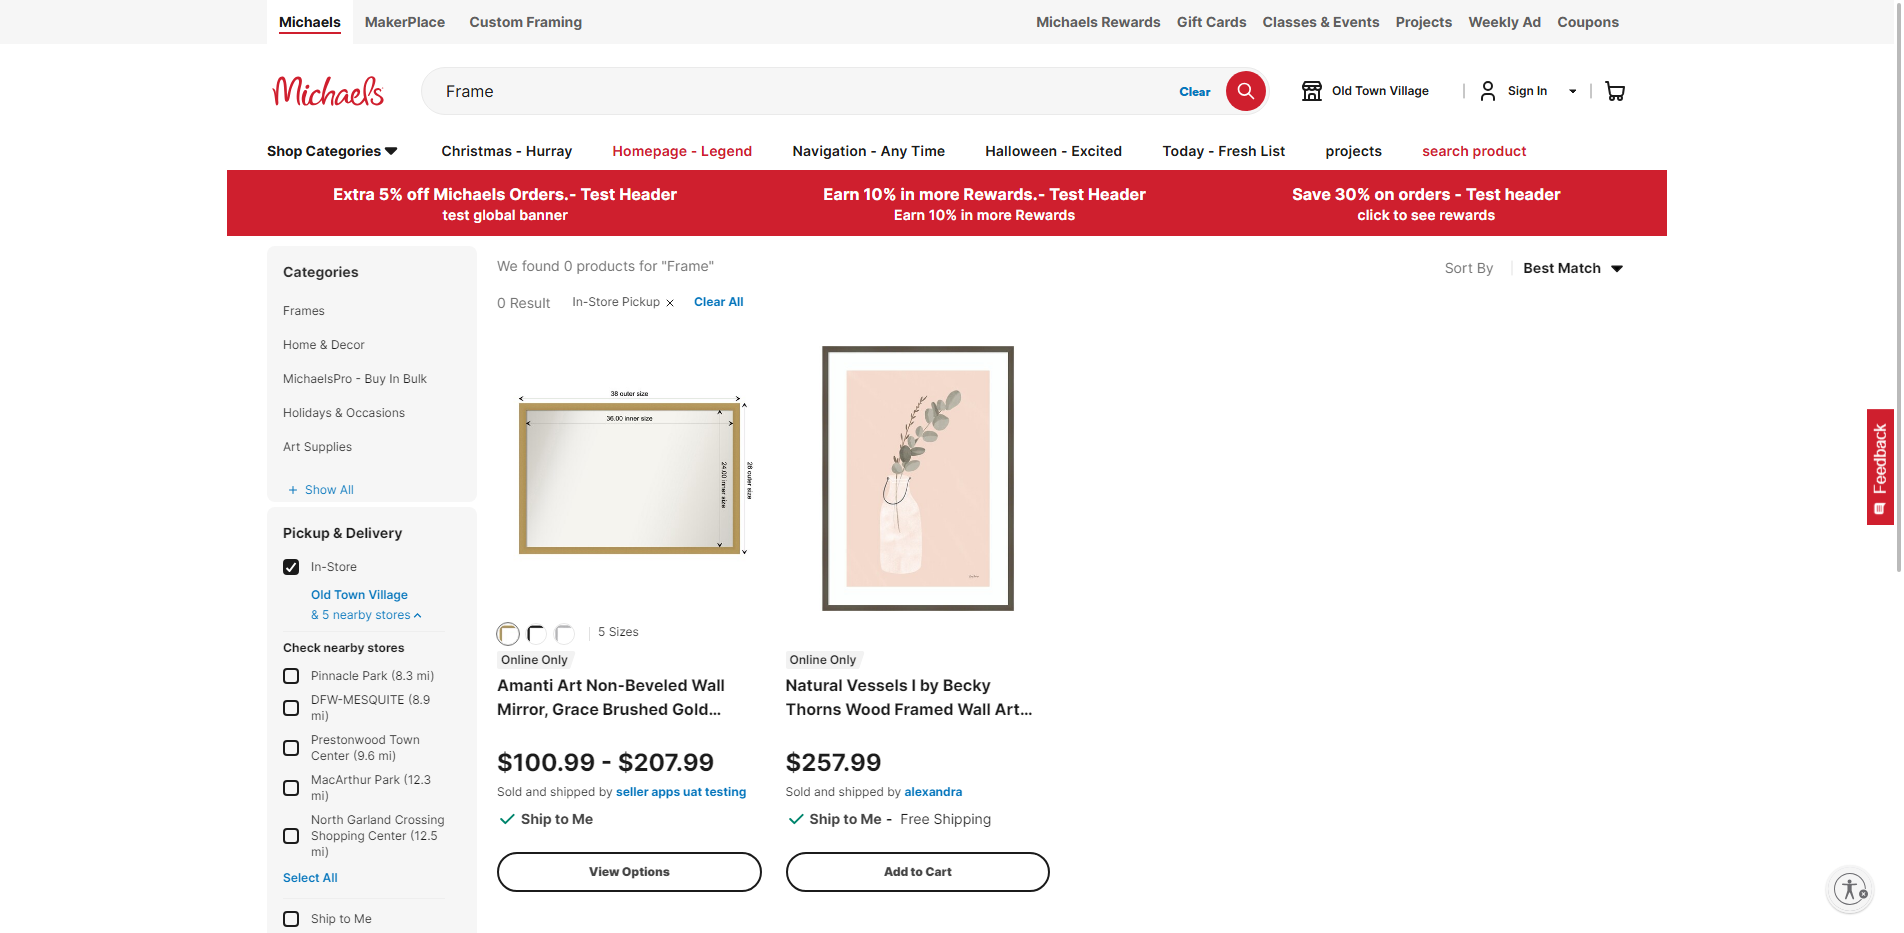 Michaels
MakerPlace
Custom Framing
Michaels Rewards
Gift Cards
Classes & Events
Projects
Weekly Ad
Coupons
Michaels
Frame
Clear
Old Town Village
Sign In
Shop Categories
Christmas - Hurray
Homepage - Legend
Navigation - Any Time
Halloween - Excited
Today - Fresh List
projects
search product
Extra 5% off Michaels Orders.- Test Header
test global banner
Earn 10% in more Rewards.- Test Header
Earn 10% in more Rewards
Save 30% on orders - Test header
click to see rewards
Categories
Frames
Home & Decor
MichaelsPro - Buy In Bulk
Holidays & Occasions
Art Supplies
+ Show All
Pickup & Delivery
In-Store
Old Town Village
& 5 nearby stores
Check nearby stores
Pinnacle Park (8.3 mi)
DFW-MESQUITE (8.9
mi)
Prestonwood Town
Center (9.6 mi)
MacArthur Park (12.3
mi)
North Garland Crossing
Shopping Center (12.5
mi)
Select All
Ship to Me
We found 0 products for "Frame"
Sort By
Best Match
0 Result
In-Store Pickup
Clear All
38 outer size
36.00 inner size
24.00 inner size
26 outer size
5 Sizes
Online Only
Amanti Art Non-Beveled Wall
Mirror, Grace Brushed Gold...
$100.99 - $207.99
Sold and shipped by seller apps uat testing
Ship to Me
View Options
Online Only
Natural Vessels I by Becky
Thorns Wood Framed Wall Art...
$257.99
Sold and shipped by alexandra
Ship to Me - Free Shipping
Add to Cart
Feedback